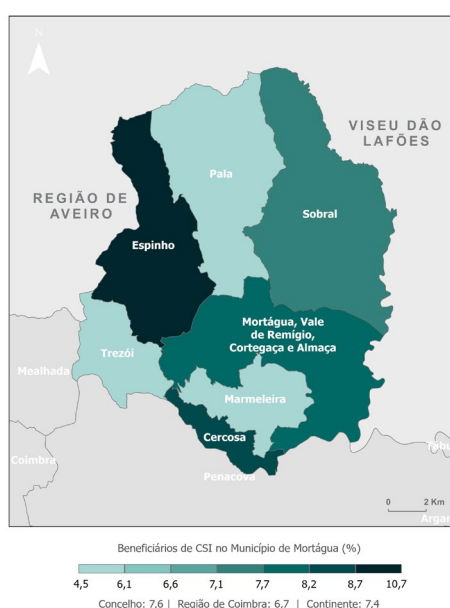 N
VISEU DÃO
LAFÕES
Pala
REGIÃO DE
AVEIRO
Sobral
Espinho
Mortágua, Vale
de Remígio,
Cortegaça e Almaça
Trezói
Mealhada
Marmeleira
Cercosa
Coimbra
Penacova
Tábu
0 2 Km
Argan
Beneficiários de CSI no Município de Mortágua (%)
4,5 6,1 6,6 7,1 7,7 8,2 8,7 10,7
Concelho: 7.6 | Região de Coimbra: 6.7 | Continente: 7.4